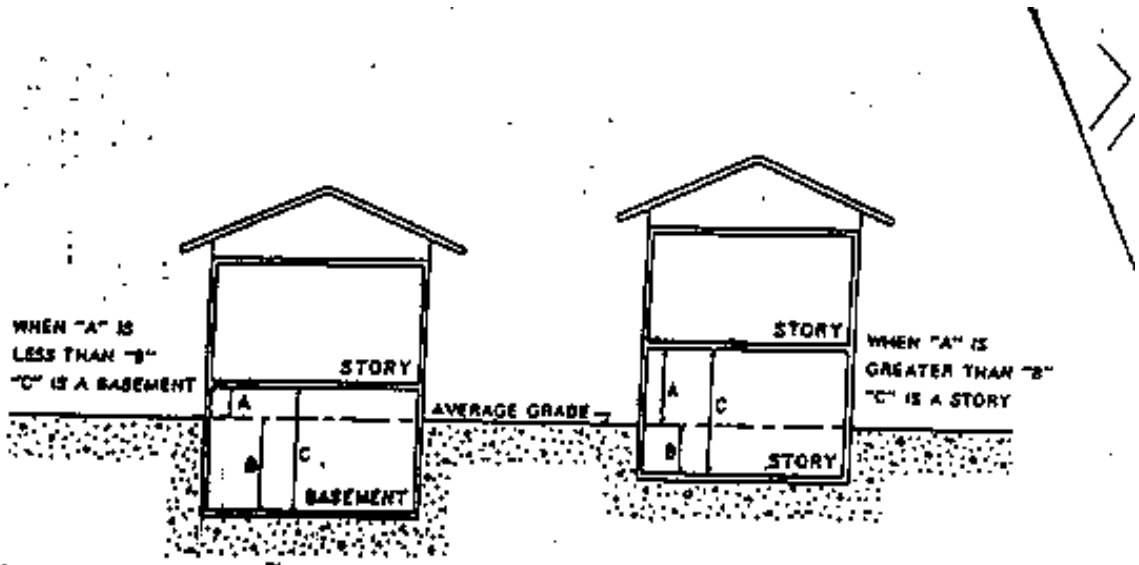 WHEN "A" IS
LESS THAN "B"
"C" IS A BASEMENT
STORY
A
B
C
BASEMENT
AVERAGE GRADE
STORY
A
C
B
STORY
WHEN "A" IS
GREATER THAN "B"
"C" IS A STORY